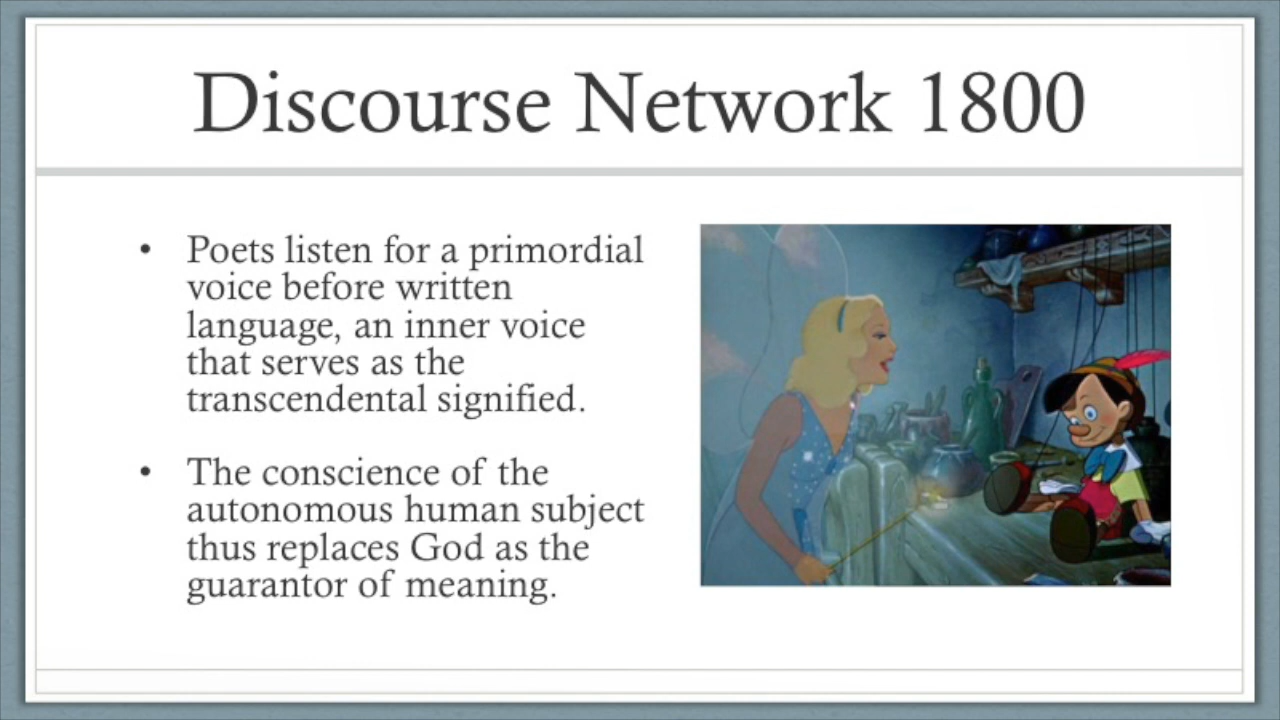 Discourse Network 1800
• Poets listen for a primordial
voice before written
language, an inner voice
that serves as the
transcendental signified.
• The conscience of the
autonomous human subject
thus replaces God as the
guarantor of meaning.